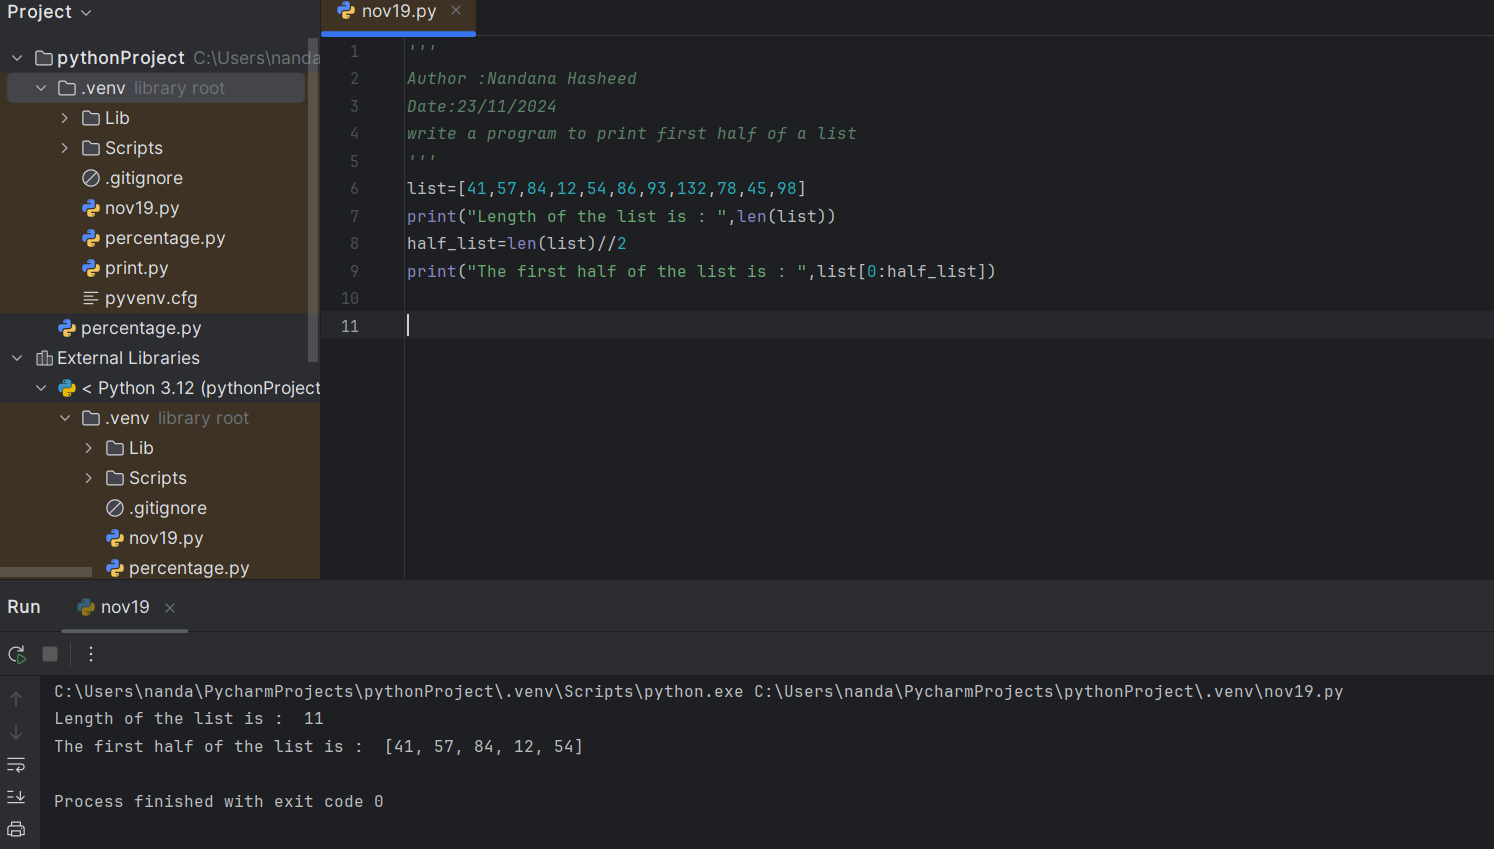 Project
nov19.py
pythonProject C:\Users\nanda
.venv library root
Lib
Scripts
.gitignore
nov19.py
percentage.py
print.py
pyvenv.cfg
percentage.py
External Libraries
< Python 3.12 (pythonProject
.venv library root
Lib
Scripts
.gitignore
nov19.py
percentage.py
1 '''
2 Author :Nandana Hasheed
3 Date:23/11/2024
4 write a program to print first half of a list
5 '''
6 list=[41,57,84,12,54,86,93,132,78,45,98]
7 print("Length of the list is : ",len(list))
8 half_list=len(list)//2
9 print("The first half of the list is : ",list[0:half_list])
10
11
Run nov19
C:\Users\nanda\PycharmProjects\pythonProject\.venv\Scripts\python.exe C:\Users\nanda\PycharmProjects\pythonProject\.venv\nov19.py
Length of the list is :  11
The first half of the list is :  [41, 57, 84, 12, 54]
Process finished with exit code 0